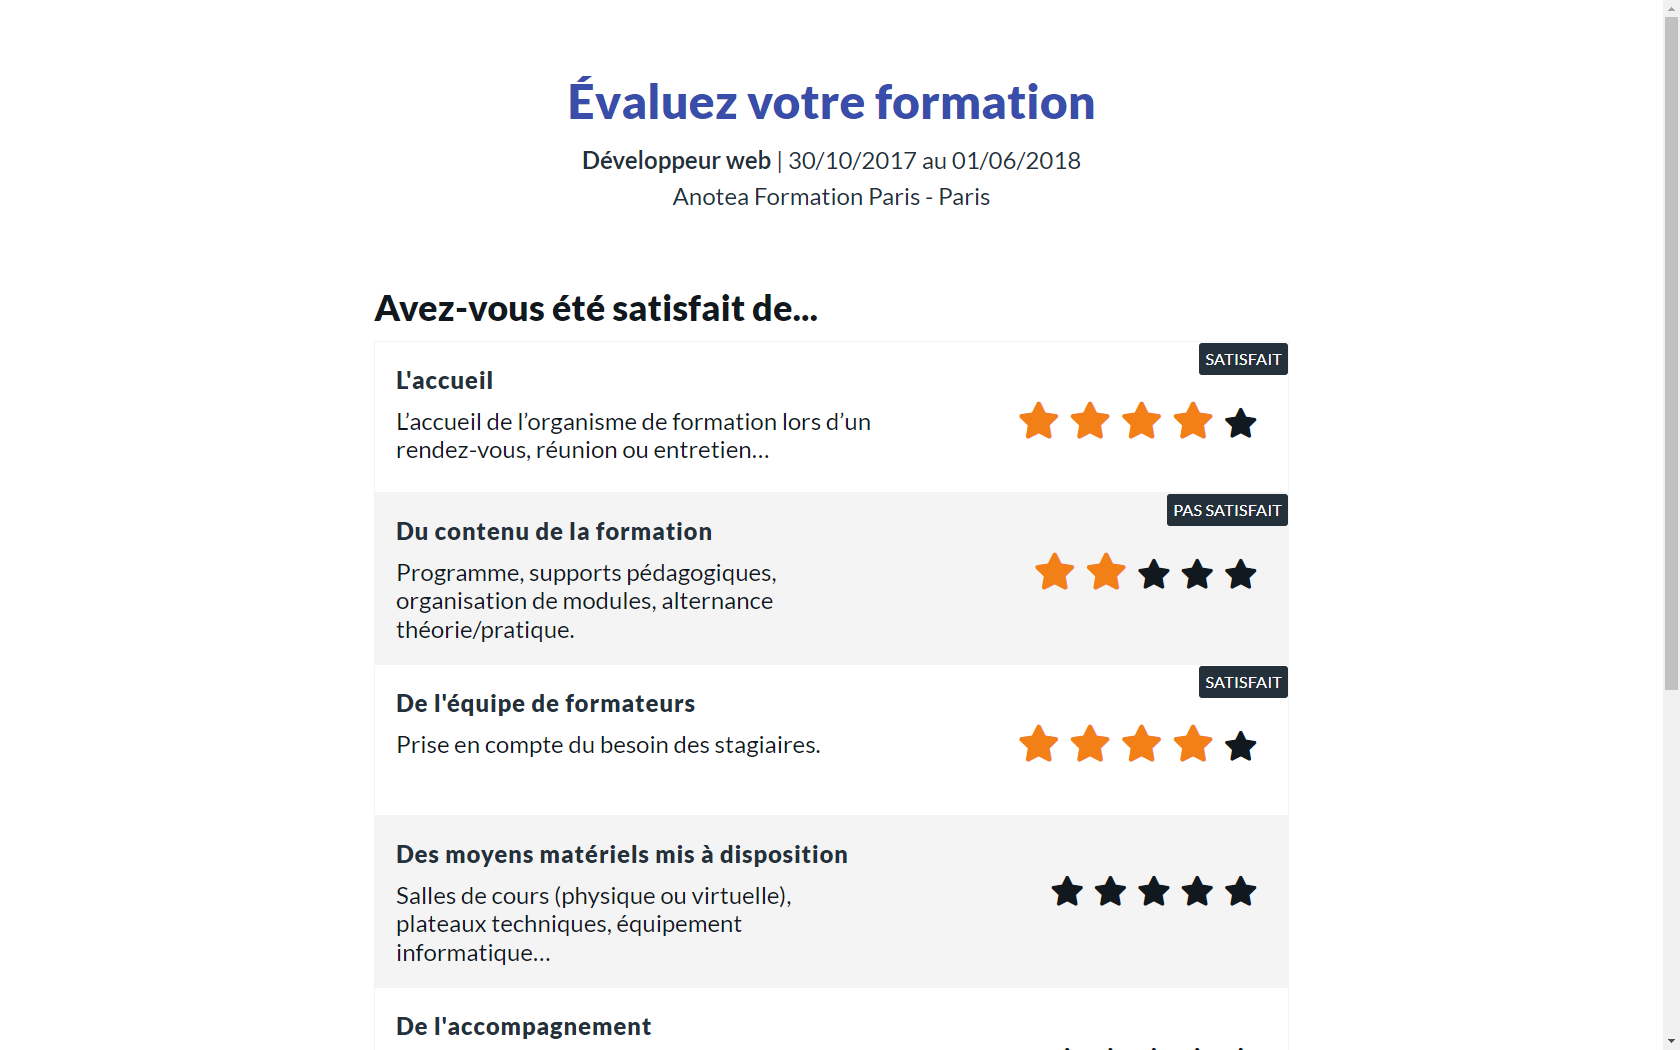 Évaluez votre formation
Développeur web | 30/10/2017 au 01/06/2018
Anotea Formation Paris - Paris
Avez-vous été satisfait de...
SATISFAIT
L'accueil
L’accueil de l’organisme de formation lors d’un
rendez-vous, réunion ou entretien…
PAS SATISFAIT
Du contenu de la formation
Programme, supports pédagogiques,
organisation de modules, alternance
théorie/pratique.
SATISFAIT
De l'équipe de formateurs
Prise en compte du besoin des stagiaires.
Des moyens matériels mis à disposition
Salles de cours (physique ou virtuelle),
plateaux techniques, équipement
informatique…
De l'accompagnement